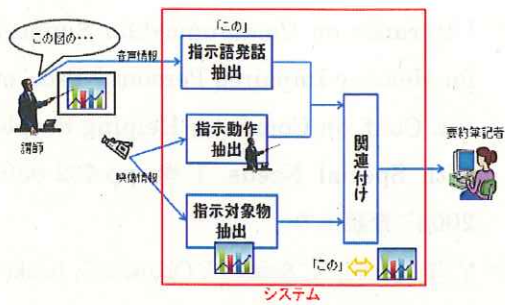 この図の・・・
音声情報
「この」
指示語発話
抽出
講師
指示動作
抽出
映像情報
指示対象物
抽出
関連付け
要約筆記者
「この」
システム